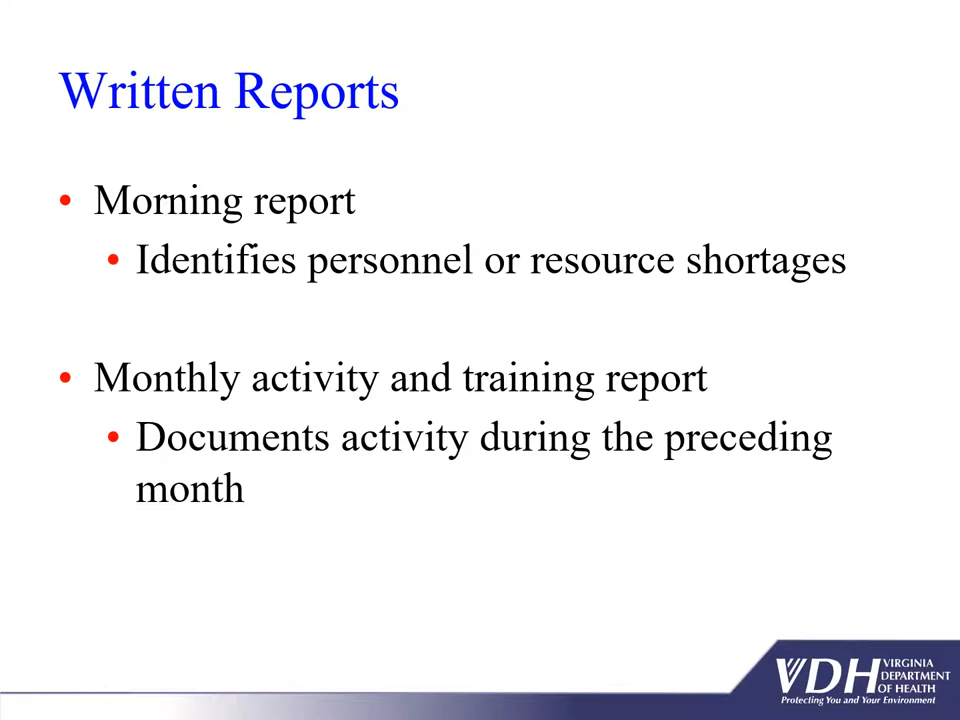 Written Reports
• Morning report
• Identifies personnel or resource shortages
• Monthly activity and training report
• Documents activity during the preceding
month
VDH VIRGINIA
DEPARTMENT
OF HEALTH
Protecting You and Your Environment